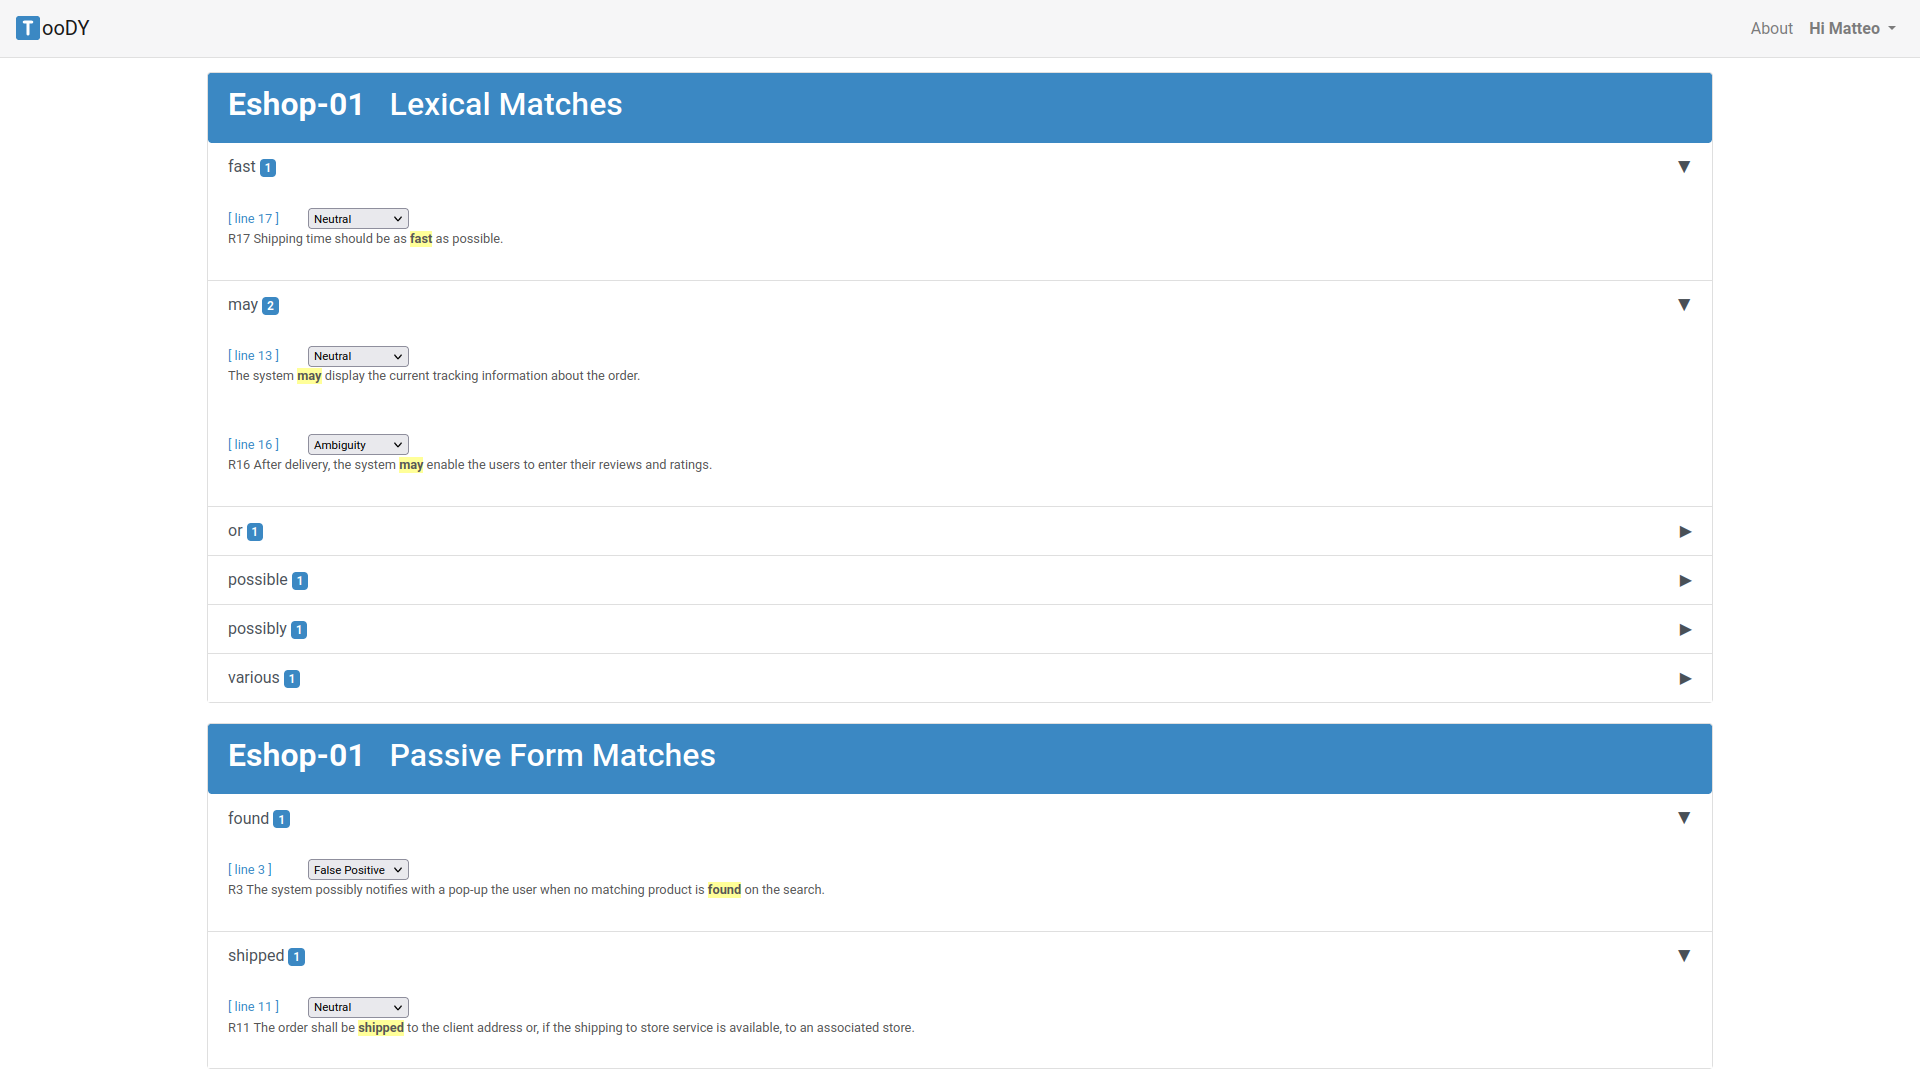 TooDY
About Hi Matteo
Eshop-01 Lexical Matches
fast 1
[ line 17 ] Neutral
R17 Shipping time should be as fast as possible.
may 2
[ line 13 ] Neutral
The system may display the current tracking information about the order.
[ line 16 ] Ambiguity
R16 After delivery, the system may enable the users to enter their reviews and ratings.
or 1
possible 1
possibly 1
various 1
Eshop-01 Passive Form Matches
found 1
[ line 3 ] False Positive
R3 The system possibly notifies with a pop-up the user when no matching product is found on the search.
shipped 1
[ line 11 ] Neutral
R11 The order shall be shipped to the client address or, if the shipping to store service is available, to an associated store.